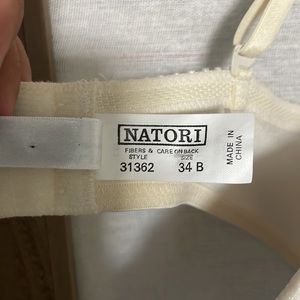 NATORI
FIBERS & CARE ON BACK
STYLE SIZE
31362 34 B
MADE IN
CHINA